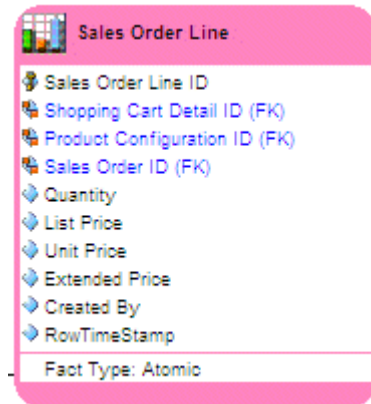 Sales Order Line
Sales Order Line ID
Shopping Cart Detail ID (FK)
Product Configuration ID (FK)
Sales Order ID (FK)
Quantity
List Price
Unit Price
Extended Price
Created By
RowTimeStamp
Fact Type: Atomic